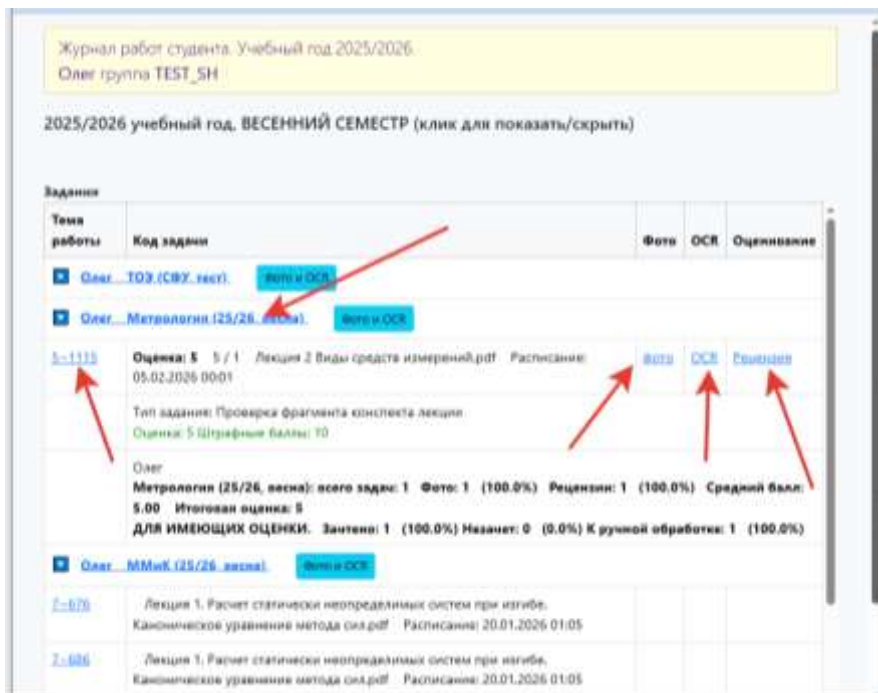 Журнал работ студента. Учебный год 2025/2026.
Олег группа TEST_SH
2025/2026 учебный год, ВЕСЕННИЙ СЕМЕСТР (клик для показать/скрыть)
Задания
Тема работы Код задачи Фото OCR Оценивание
Олег ТОЭ (СФУ, тест) Фото и OCR
Олег Метрология (25/26, весна) Фото и OCR
5-1115 Оценка: 5 5 / 1 Лекция 2 Виды средств измерений.pdf Расписание: Фото OCR Рецензия
05.02.2026 00:01
Тип задание: Проверка фрагмента конспекта лекции
Оценка: 5 Штрафные баллы: 10
Олег
Метрология (25/26, весна): всего задач: 1 Фото: 1 (100.0%) Рецензии: 1 (100.0%) Средний балл:
5.00 Итоговая оценка: 5
ДЛЯ ИМЕЮЩИХ ОЦЕНКИ. Зачтено: 1 (100.0%) Незачет: 0 (0.0%) К ручной обработке: 1 (100.0%)
Олег ММиК (25/26 весна) Фото и OCR
7-676 Лекция 1. Расчет статически неопределимых систем при изгибе.
Каноническое уравнение метода сил.pdf Расписание: 20.01.2026 01:05
7-686 Лекция 1. Расчет статически неопределимых систем при изгибе.
Каноническое уравнение метода сил.pdf Расписание: 20.01.2026 01:05